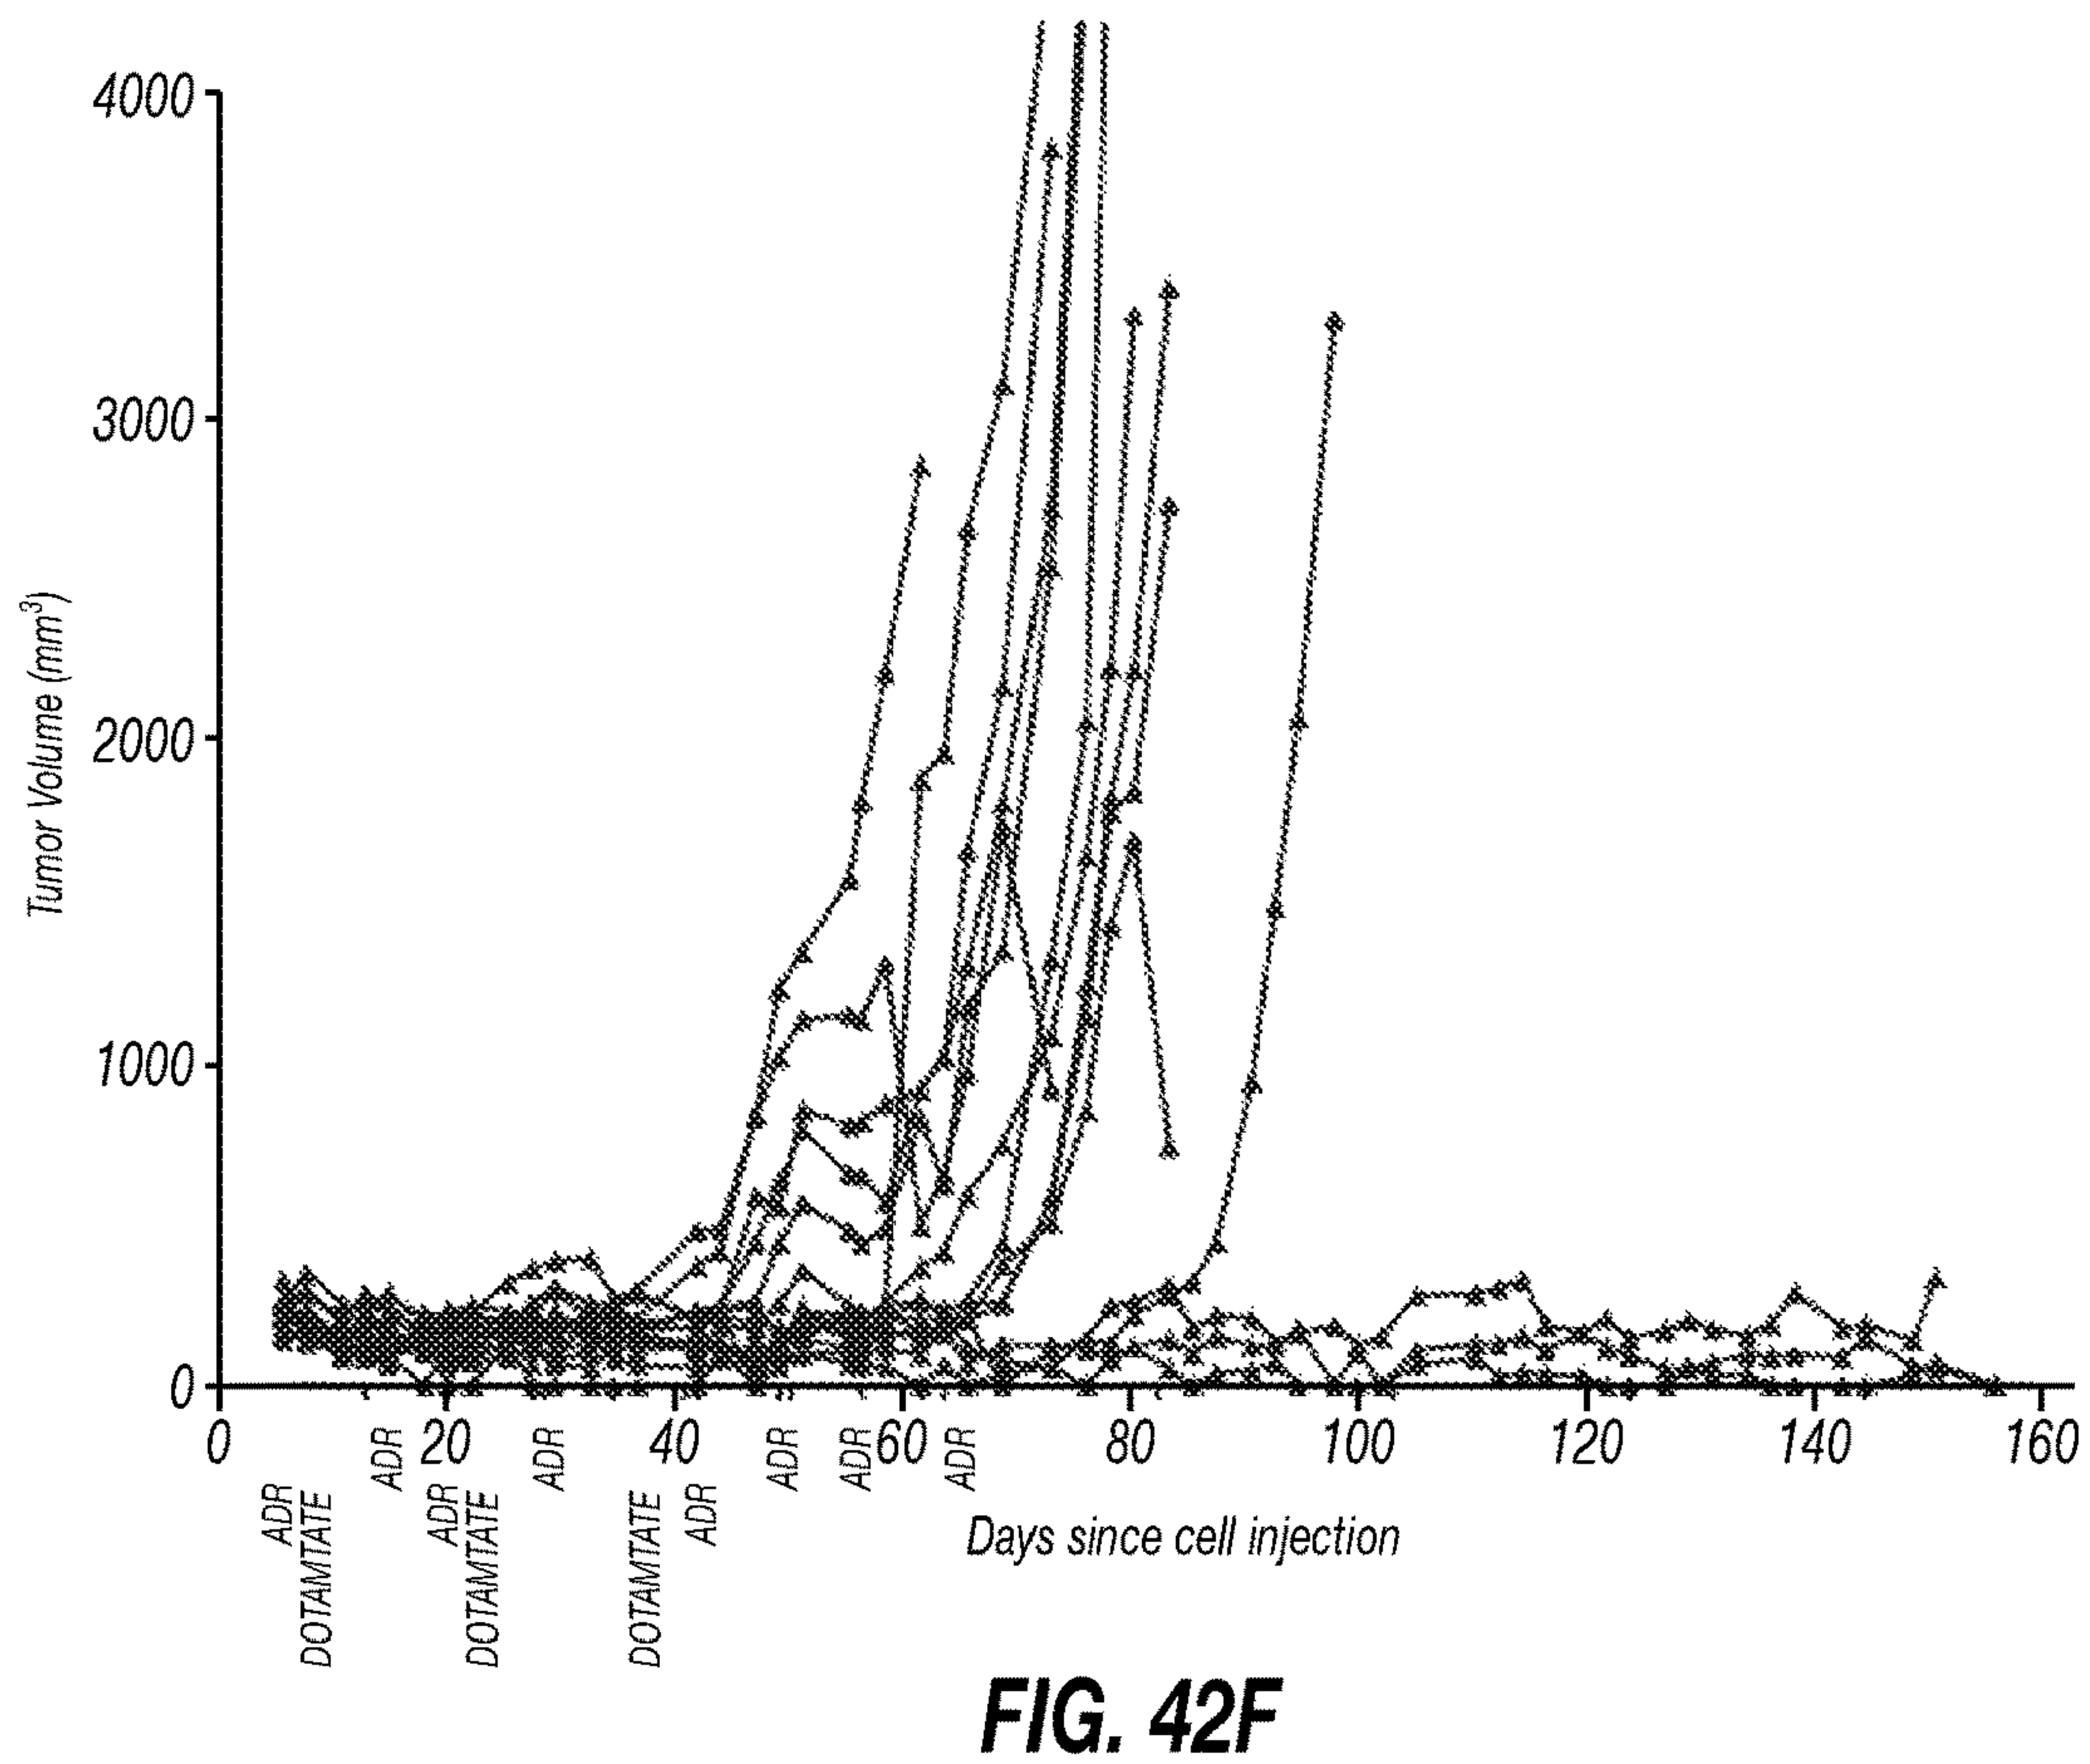 4000
3000
2000
1000
0
Tumor Volume (mm³)
0 20 40 60 80 100 120 140 160
ADR
DOTAMTATE
ADR
ADR
DOTAMTATE
ADR
DOTAMTATE
ADR
ADR
ADR
ADR
Days since cell injection
FIG. 42F